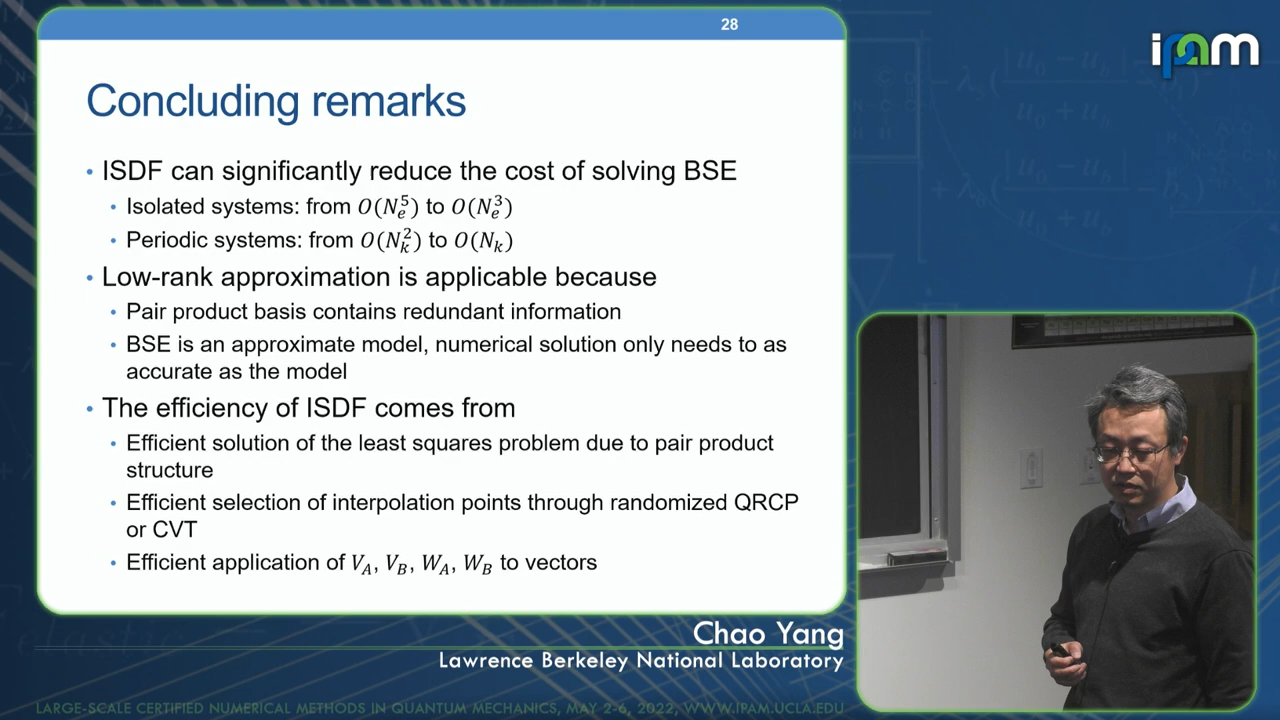 28
ipam
Concluding remarks
• ISDF can significantly reduce the cost of solving BSE
• Isolated systems: from O(N_e^5) to O(N_e^3)
• Periodic systems: from O(N_k^2) to O(N_k)
• Low-rank approximation is applicable because
• Pair product basis contains redundant information
• BSE is an approximate model, numerical solution only needs to as
accurate as the model
• The efficiency of ISDF comes from
• Efficient solution of the least squares problem due to pair product
structure
• Efficient selection of interpolation points through randomized QRCP
or CVT
• Efficient application of V_A, V_B, W_A, W_B to vectors
Chao Yang
Lawrence Berkeley National Laboratory
LARGE-SCALE CERTIFIED NUMERICAL METHODS IN QUANTUM MECHANICS, MAY 2-6, 2022, WWW.IPAM.UCLA.EDU